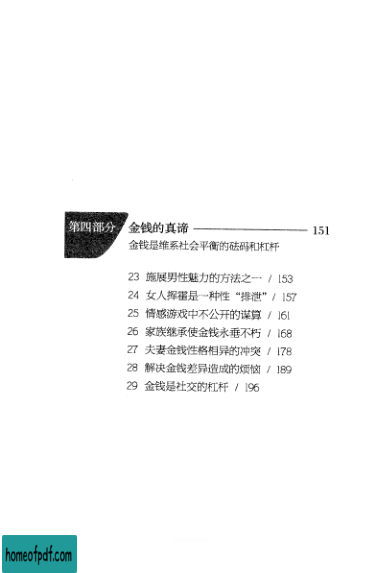 第四部分 金钱的真谛 151
金钱是维系社会平衡的砝码和杠杆
23 施展男性魅力的方法之一 / 153
24 女人挥霍是一种性“排泄” / 157
25 情感游戏中不公开的谋算 / 161
26 家族继承使金钱永垂不朽 / 168
27 夫妻金钱性格相异的冲突 / 178
28 解决金钱差异造成的烦恼 / 189
29 金钱是社交的杠杆 / 196
homeofpdf.com